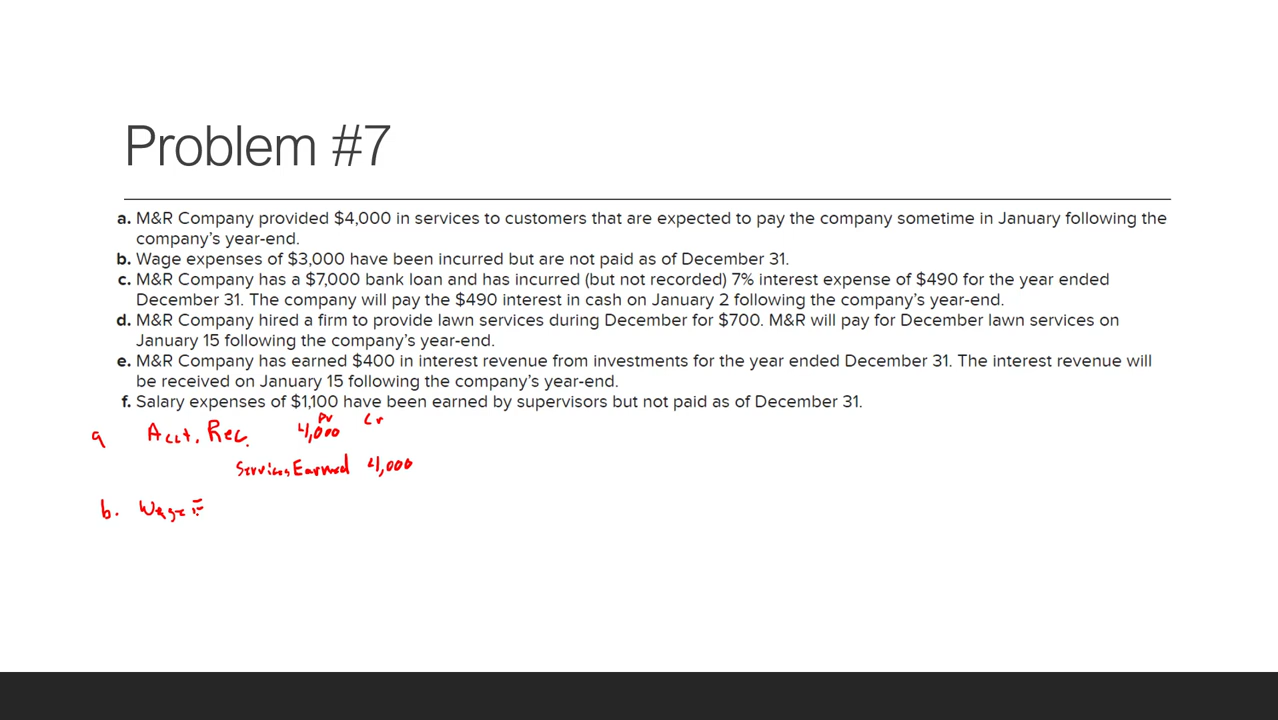 Problem #7
a. M&R Company provided $4,000 in services to customers that are expected to pay the company sometime in January following the
company's year-end.
b. Wage expenses of $3,000 have been incurred but are not paid as of December 31.
c. M&R Company has a $7,000 bank loan and has incurred (but not recorded) 7% interest expense of $490 for the year ended
December 31. The company will pay the $490 interest in cash on January 2 following the company's year-end.
d. M&R Company hired a firm to provide lawn services during December for $700. M&R will pay for December lawn services on
January 15 following the company's year-end.
e. M&R Company has earned $400 in interest revenue from investments for the year ended December 31. The interest revenue will
be received on January 15 following the company's year-end.
f. Salary expenses of $1,100 have been earned by supervisors but not paid as of December 31.
Dr Cr
a Acct. Rec. 4,000
Services Earned 4,000
b. Wage